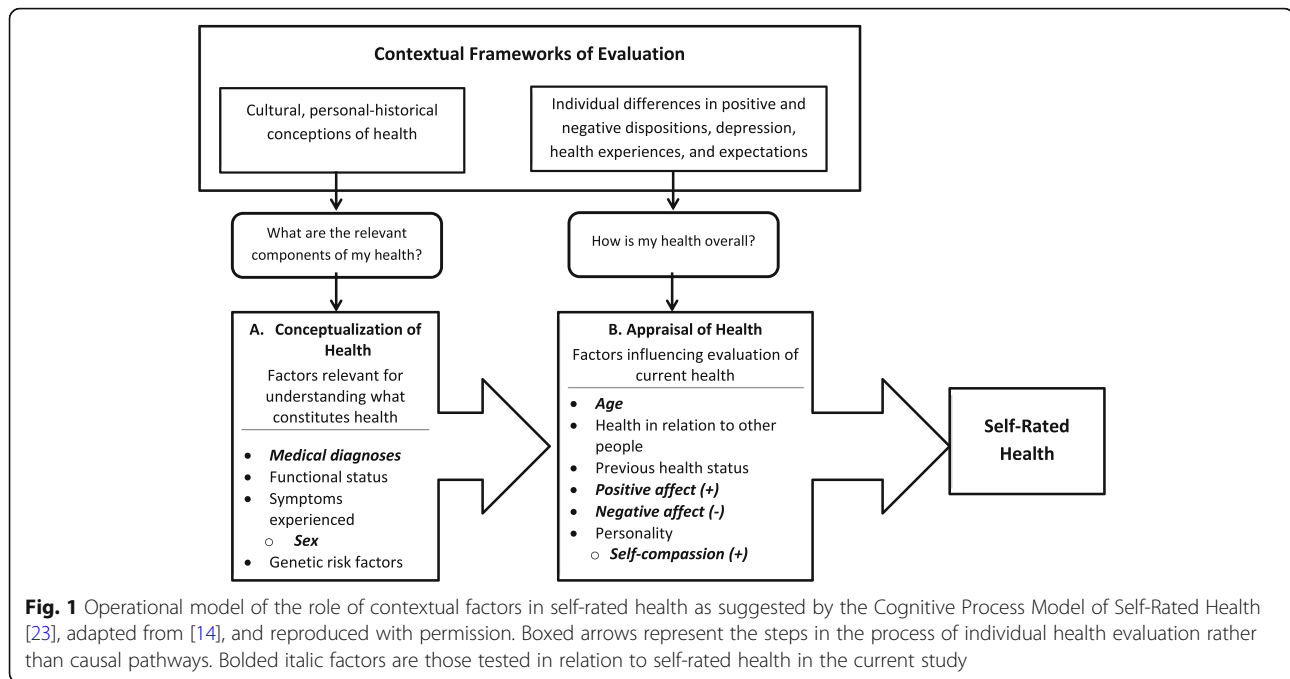 Contextual Frameworks of Evaluation
Cultural, personal-historical
conceptions of health
Individual differences in positive and
negative dispositions, depression,
health experiences, and expectations
What are the relevant
components of my health?
How is my health overall?
A. Conceptualization of
Health
Factors relevant for
understanding what
constitutes health
• Medical diagnoses
• Functional status
• Symptoms
experienced
o Sex
• Genetic risk factors
B. Appraisal of Health
Factors influencing evaluation of
current health
• Age
• Health in relation to other
people
• Previous health status
• Positive affect (+)
• Negative affect (-)
• Personality
o Self-compassion (+)
Self-Rated
Health
Fig. 1 Operational model of the role of contextual factors in self-rated health as suggested by the Cognitive Process Model of Self-Rated Health
[23], adapted from [14], and reproduced with permission. Boxed arrows represent the steps in the process of individual health evaluation rather
than causal pathways. Bolded italic factors are those tested in relation to self-rated health in the current study